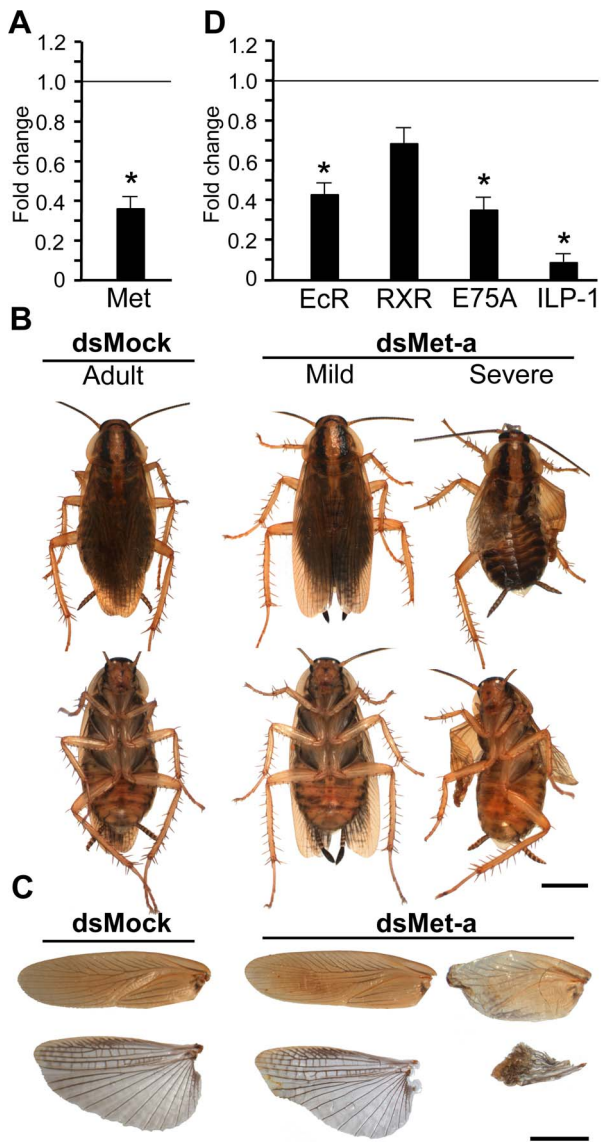 A
D
1.2
1.0
0.8
0.6
0.4
0.2
0
Fold change
*
Met
1.2
1.0
0.8
0.6
0.4
0.2
0
Fold change
*
*
*
EcR RXR E75A ILP-1
B
dsMock dsMet-a
Adult Mild Severe
C
dsMock dsMet-a